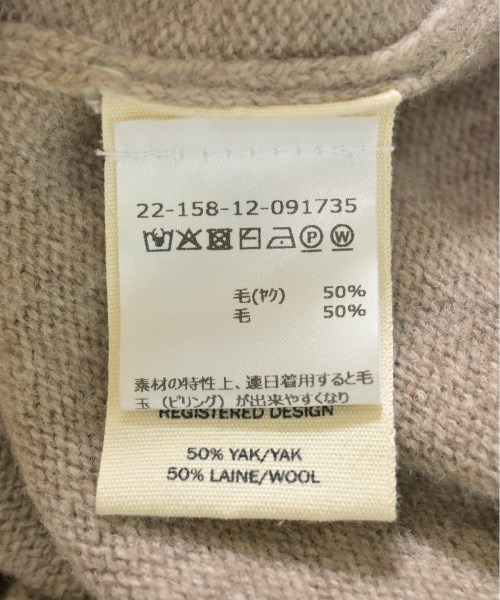 22-158-12-091735
毛(ヤク) 50%
毛 50%
素材の特性上、連日着用すると毛
玉 (ピリング) が出来やすくなり
REGISTERED DESIGN
50% YAK/YAK
50% LAINE/WOOL